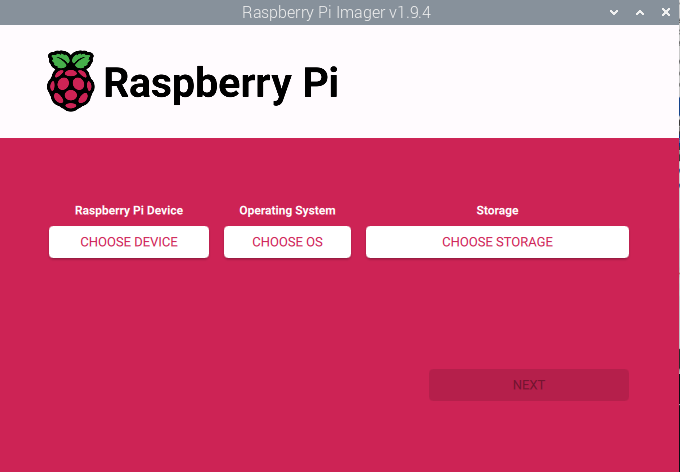 Raspberry Pi Imager v1.9.4
Raspberry Pi
Raspberry Pi Device Operating System Storage
CHOOSE DEVICE CHOOSE OS CHOOSE STORAGE
NEXT